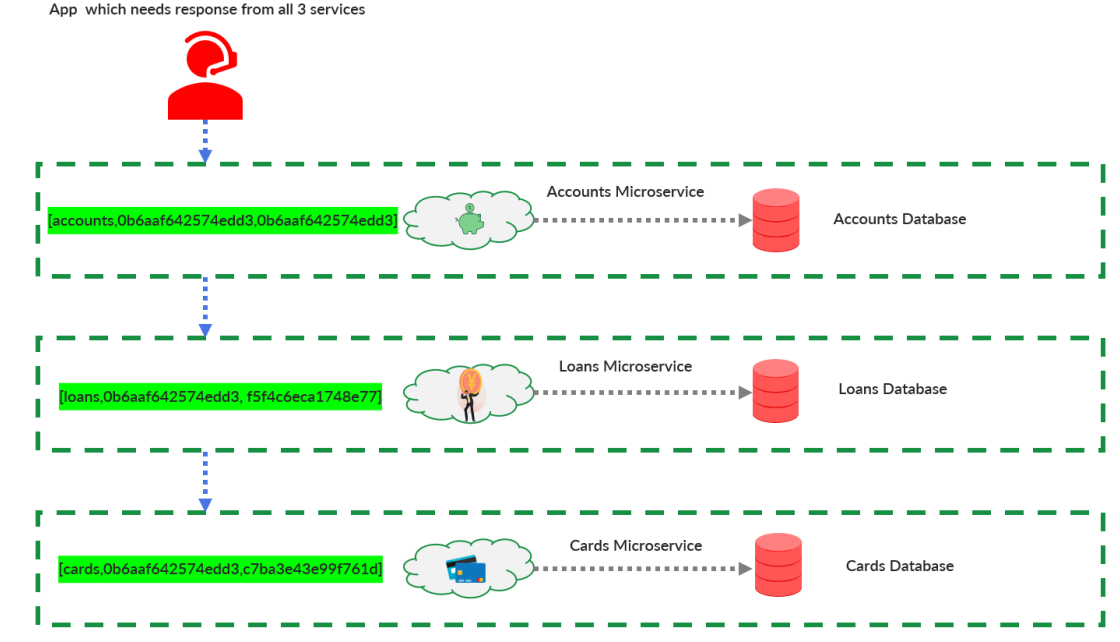 App which needs response from all 3 services
Accounts Microservice
[accounts,0b6aaf642574edd3,0b6aaf642574edd3]
Accounts Database
Loans Microservice
[loans,0b6aaf642574edd3, f5f4c6eca1748e77]
Loans Database
Cards Microservice
[cards,0b6aaf642574edd3,c7ba3e43e99f761d]
Cards Database